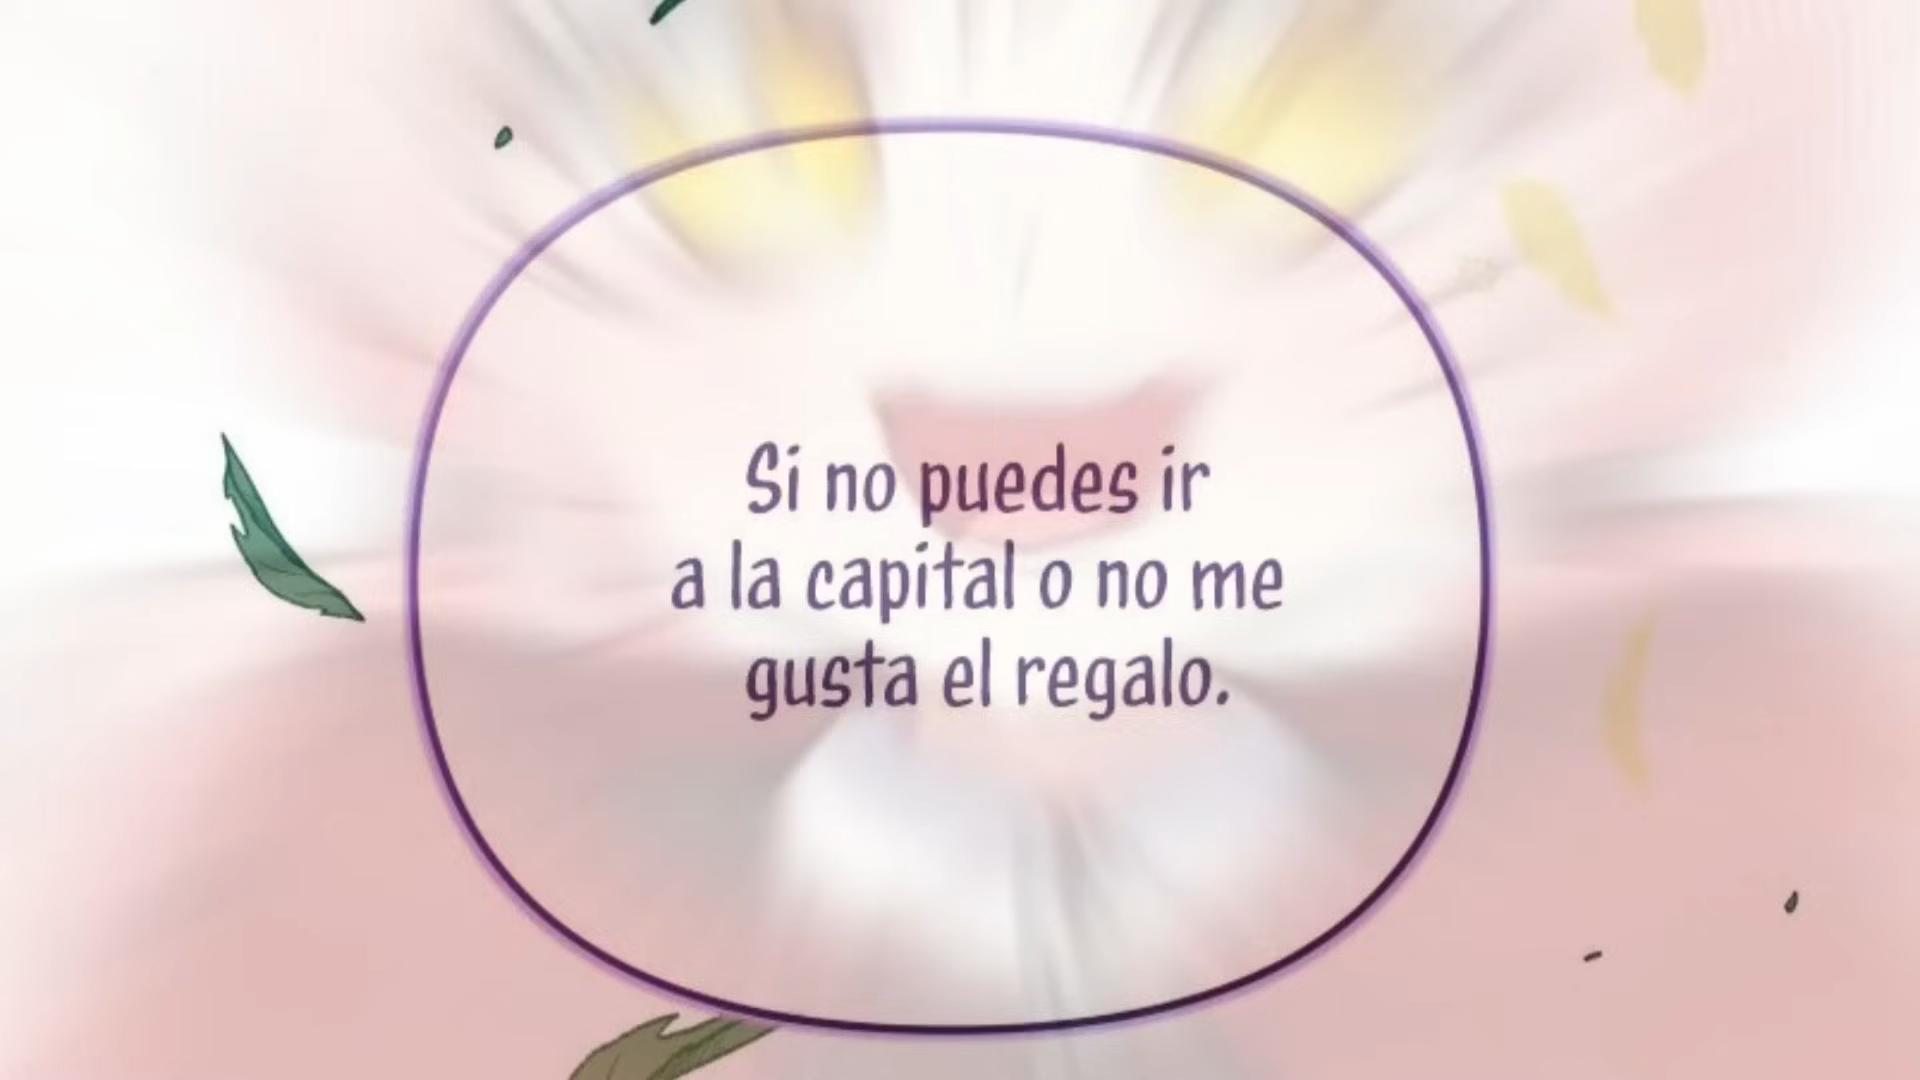 Si no puedes ir
a la capital o no me
gusta el regalo.